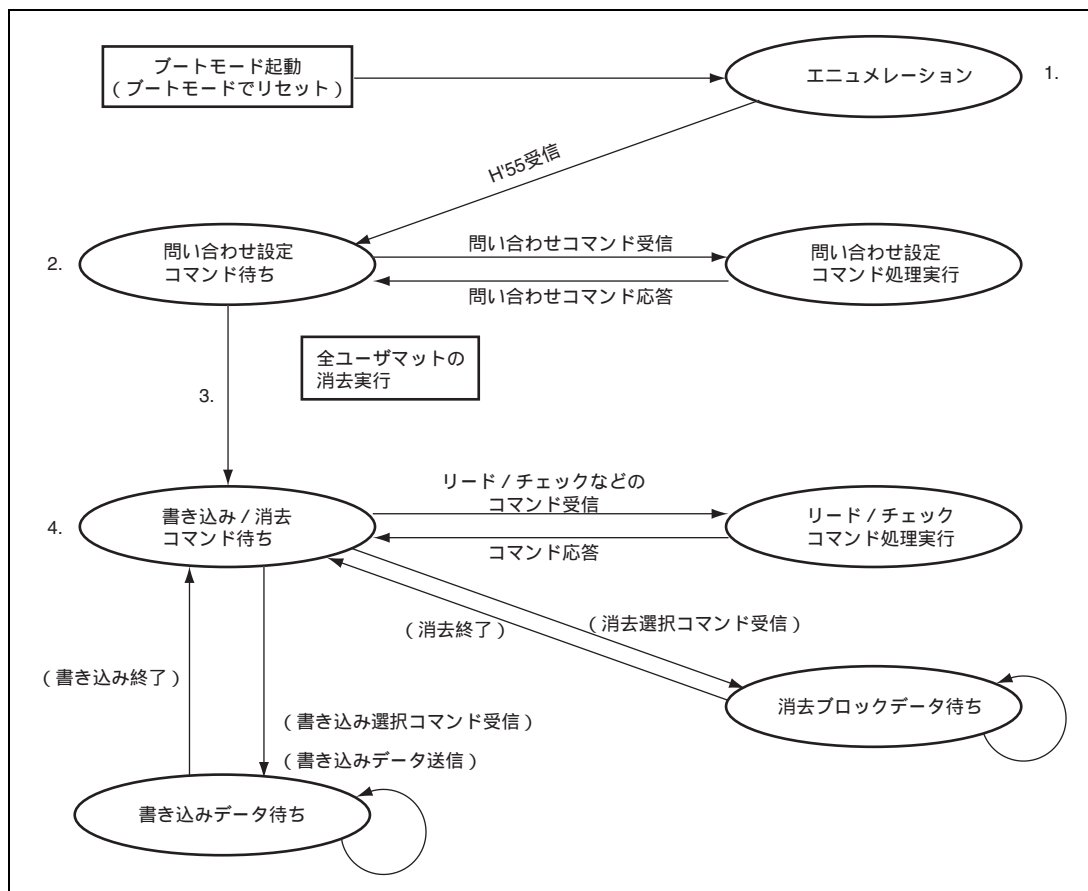 ブートモード起動
(ブートモードでリセット)
エニュメレーション
1.
H'55受信
2.
問い合わせ設定
コマンド待ち
問い合わせコマンド受信
問い合わせコマンド応答
問い合わせ設定
コマンド処理実行
全ユーザマットの
消去実行
3.
4.
書き込み / 消去
コマンド待ち
リード / チェックなどの
コマンド受信
コマンド応答
リード / チェック
コマンド処理実行
(消去選択コマンド受信)
(消去終了)
(書き込み終了)
消去ブロックデータ待ち
(書き込み選択コマンド受信)
(書き込みデータ送信)
書き込みデータ待ち